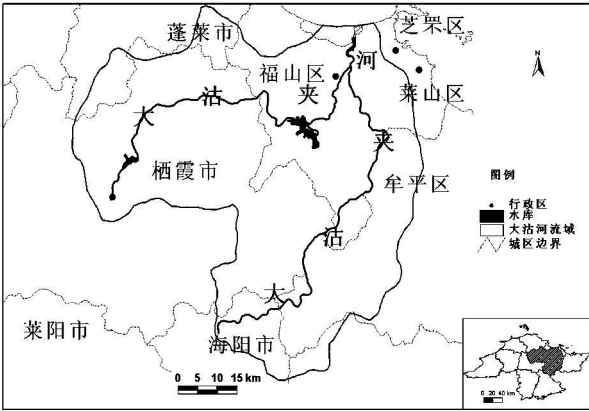 蓬莱市
芝罘区
福山区
河
莱山区
N
大
沽
夹
夹
栖霞市
牟平区
沽
大
莱阳市
海阳市
图例
行政区
水库
大沽河流域
城区边界
0 5 10 15 km
0 20 40 km